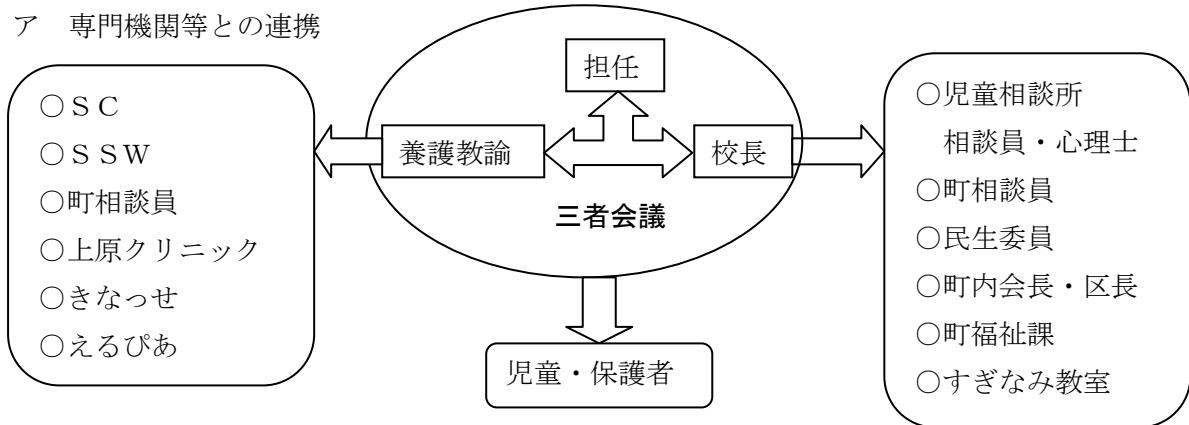 ア 専門機関等との連携
○ＳＣ
○ＳＳＷ
○町相談員
○上原クリニック
○きなっせ
○えるぴあ
担任
養護教諭
校長
三者会議
児童・保護者
○児童相談所
相談員・心理士
○町相談員
○民生委員
○町内会長・区長
○町福祉課
○すぎなみ教室